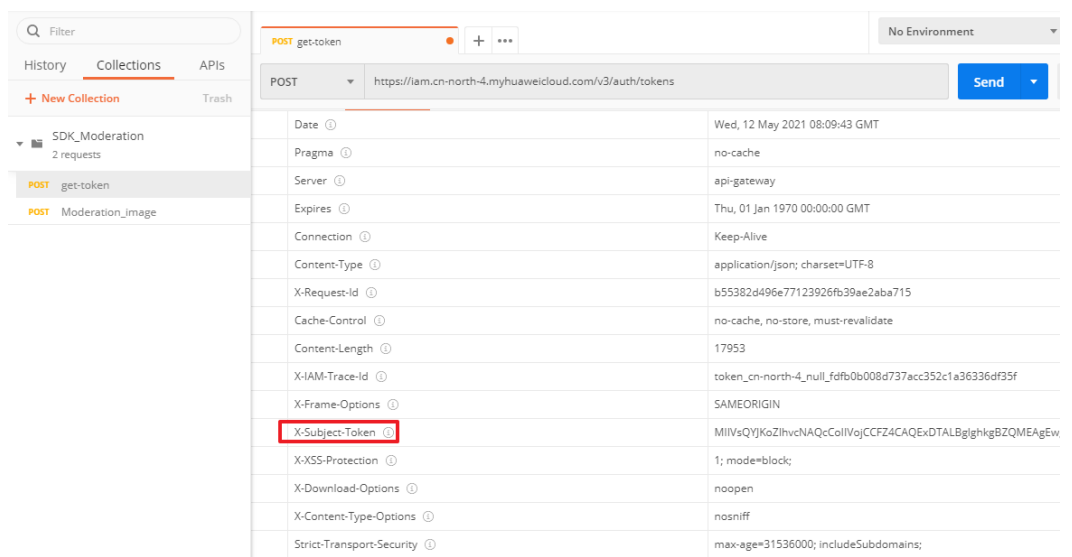 Filter
History Collections APIs
+ New Collection Trash
SDK_Moderation
2 requests
POST get-token
POST Moderation_image
POST get-token
No Environment
POST https://iam.cn-north-4.myhuaweicloud.com/v3/auth/tokens Send
Date Wed, 12 May 2021 08:09:43 GMT
Pragma no-cache
Server api-gateway
Expires Thu, 01 Jan 1970 00:00:00 GMT
Connection Keep-Alive
Content-Type application/json; charset=UTF-8
X-Request-Id b55382d496e77123926fb39ae2aba715
Cache-Control no-cache, no-store, must-revalidate
Content-Length 17953
X-IAM-Trace-Id token_cn-north-4_null_fdfb0b008d737acc352c1a36336df35f
X-Frame-Options SAMEORIGIN
X-Subject-Token MIIVsQYJKoZIhvcNAQcCoIIVojCCFZ4CAQExDTALBglghkgBZQMEAgEw
X-XSS-Protection 1; mode=block;
X-Download-Options noopen
X-Content-Type-Options nosniff
Strict-Transport-Security max-age=31536000; includeSubdomains;